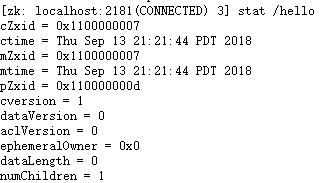 [zk: localhost:2181(CONNECTED) 3] stat /hello
cZxid = 0x1100000007
ctime = Thu Sep 13 21:21:44 PDT 2018
mZxid = 0x1100000007
mtime = Thu Sep 13 21:21:44 PDT 2018
pZxid = 0x110000000d
cversion = 1
dataVersion = 0
aclVersion = 0
ephemeralOwner = 0x0
dataLength = 0
numChildren = 1